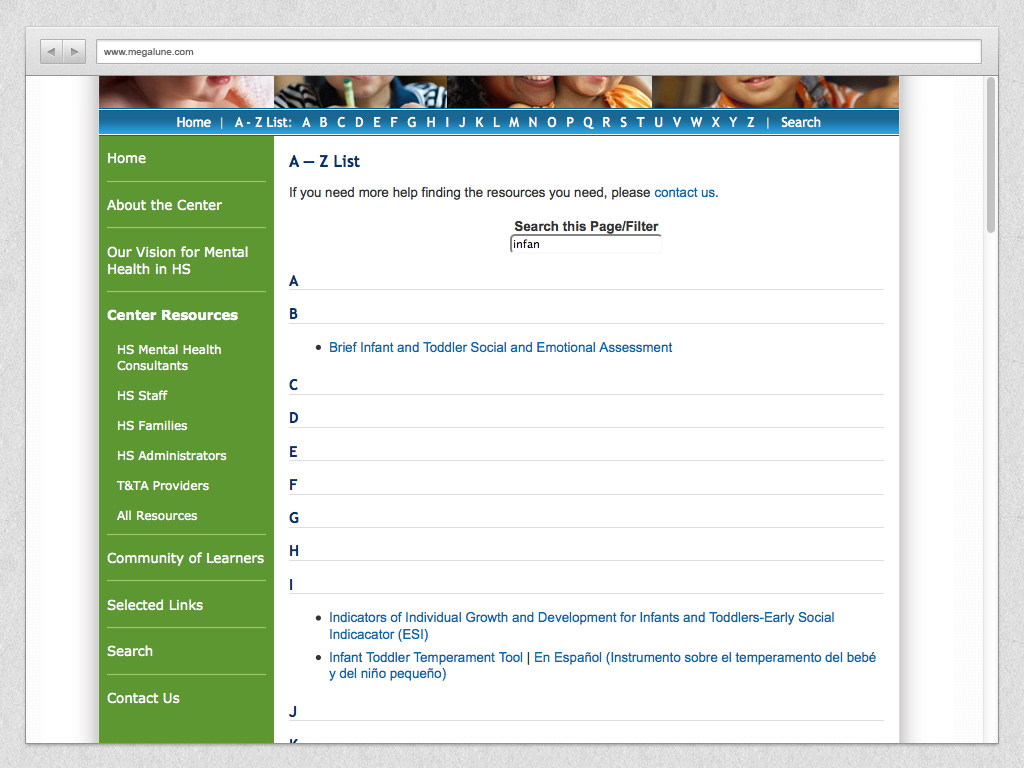 www.megalune.com
Home | A - Z List: A B C D E F G H I J K L M N O P Q R S T U V W X Y Z | Search
Home
About the Center
Our Vision for Mental
Health in HS
Center Resources
HS Mental Health
Consultants
HS Staff
HS Families
HS Administrators
T&TA Providers
All Resources
Community of Learners
Selected Links
Search
Contact Us
A — Z List
If you need more help finding the resources you need, please contact us.
Search this Page/Filter
infan
A
B
• Brief Infant and Toddler Social and Emotional Assessment
C
D
E
F
G
H
I
• Indicators of Individual Growth and Development for Infants and Toddlers-Early Social
Indicacator (ESI)
• Infant Toddler Temperament Tool | En Español (Instrumento sobre el temperamento del bebé
y del niño pequeño)
J
K